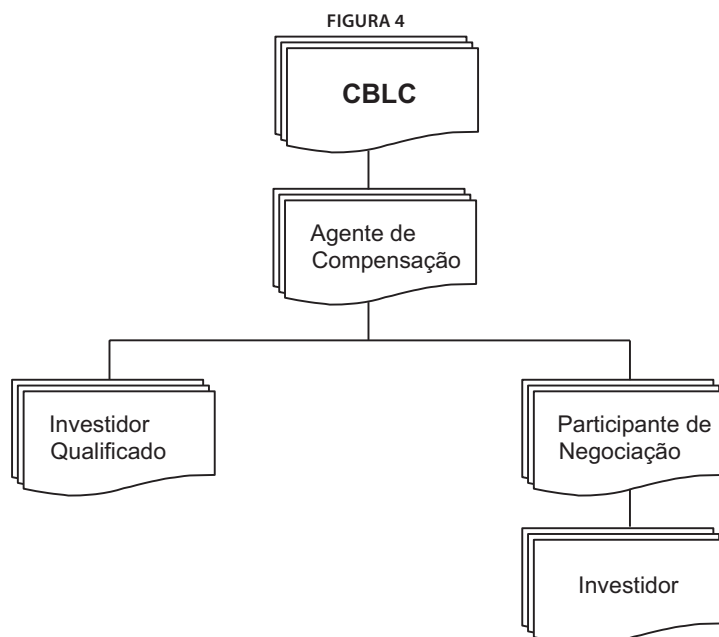 FIGURA 4
CBLC
Agente de
Compensação
Investidor
Qualificado
Participante de
Negociação
Investidor